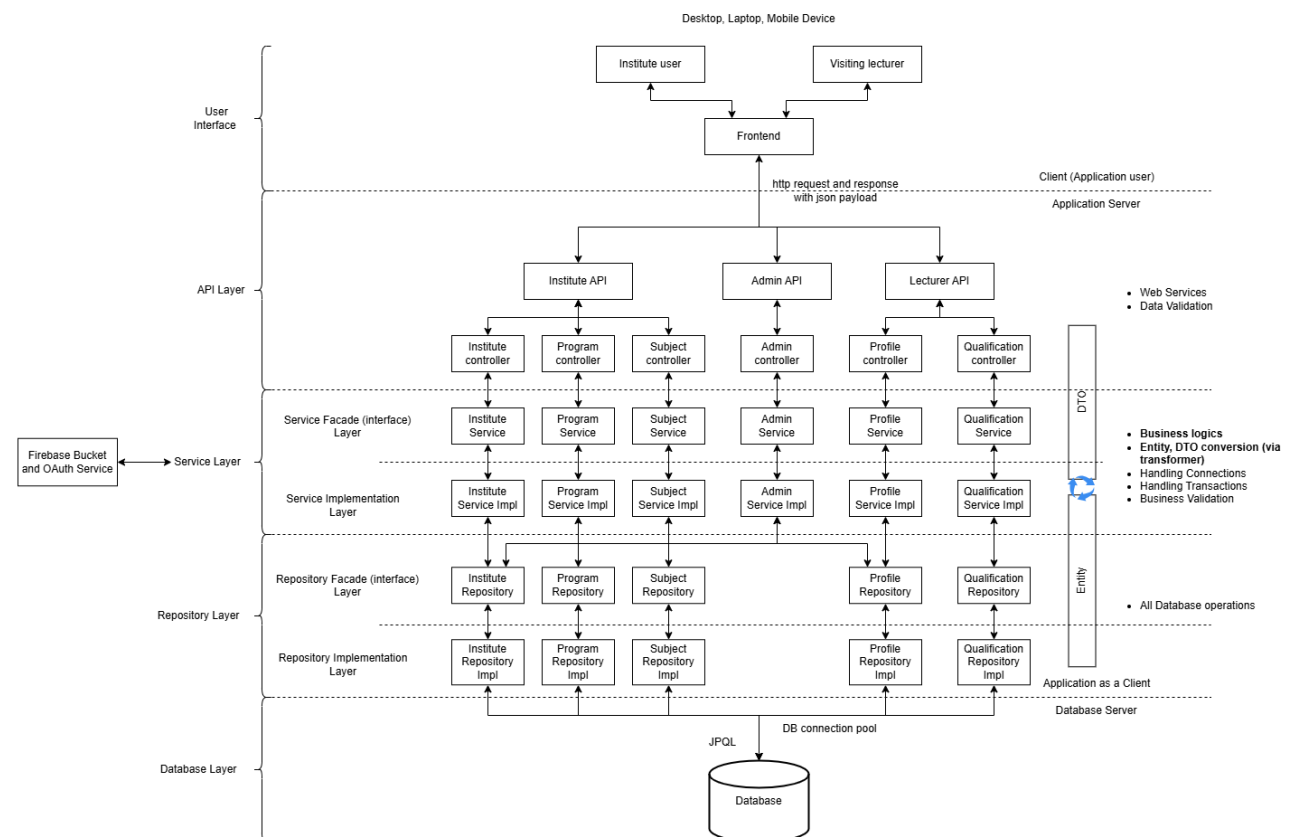 Desktop, Laptop, Mobile Device
Institute user
Visiting lecturer
User
Interface
Frontend
Client (Application user)
http request and response
with json payload
Application Server
API Layer
Institute API
Admin API
Lecturer API
Web Services
Data Validation
Institute
controller
Program
controller
Subject
controller
Admin
controller
Profile
controller
Qualification
controller
DTO
Service Facade (interface)
Layer
Institute
Service
Program
Service
Subject
Service
Admin
Service
Profile
Service
Qualification
Service
Firebase Bucket
and OAuth Service
Service Layer
Business logics
Entity, DTO conversion (via
transformer)
Handling Connections
Handling Transactions
Business Validation
Service Implementation
Layer
Institute
Service Impl
Program
Service Impl
Subject
Service Impl
Admin
Service Impl
Profile
Service Impl
Qualification
Service Impl
Entity
Repository Facade (interface)
Layer
Institute
Repository
Program
Repository
Subject
Repository
Profile
Repository
Qualification
Repository
All Database operations
Repository Layer
Repository Implementation
Layer
Institute
Repository
Impl
Program
Repository
Impl
Subject
Repository
Impl
Profile
Repository
Impl
Qualification
Repository
Impl
Application as a Client
Database Server
DB connection pool
JPQL
Database Layer
Database